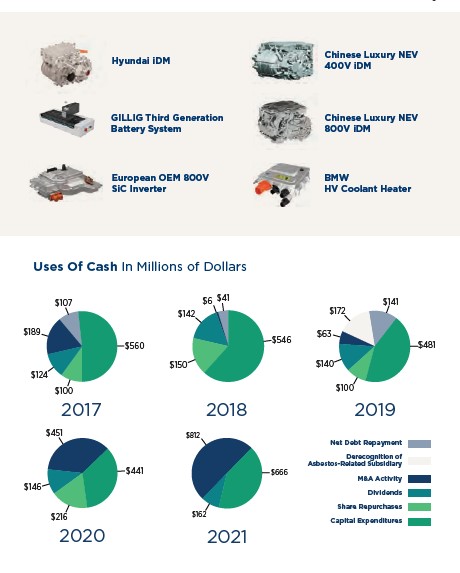 Hyundai iDM
Chinese Luxury NEV
400V iDM
GILLIG Third Generation
Battery System
Chinese Luxury NEV
800V iDM
European OEM 800V
SiC Inverter
BMW
HV Coolant Heater
Uses Of Cash In Millions of Dollars
$107
$189
$560
$124
$100
2017
$6 $41
$142
$546
$150
2018
$141
$172
$63
$481
$140
$100
2019
$451
$441
$146
$216
2020
$812
$666
$162
2021
Net Debt Repayment
Derecognition of
Asbestos-Related Subsidiary
M&A Activity
Dividends
Share Repurchases
Capital Expenditures